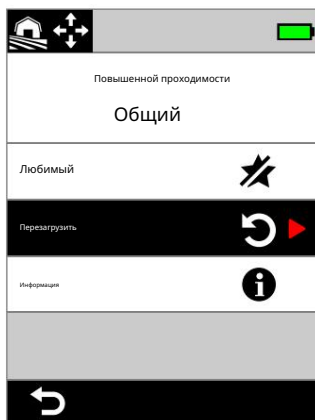 Повышенной проходимости
Общий
Любимый
Перезагрузить
Информация